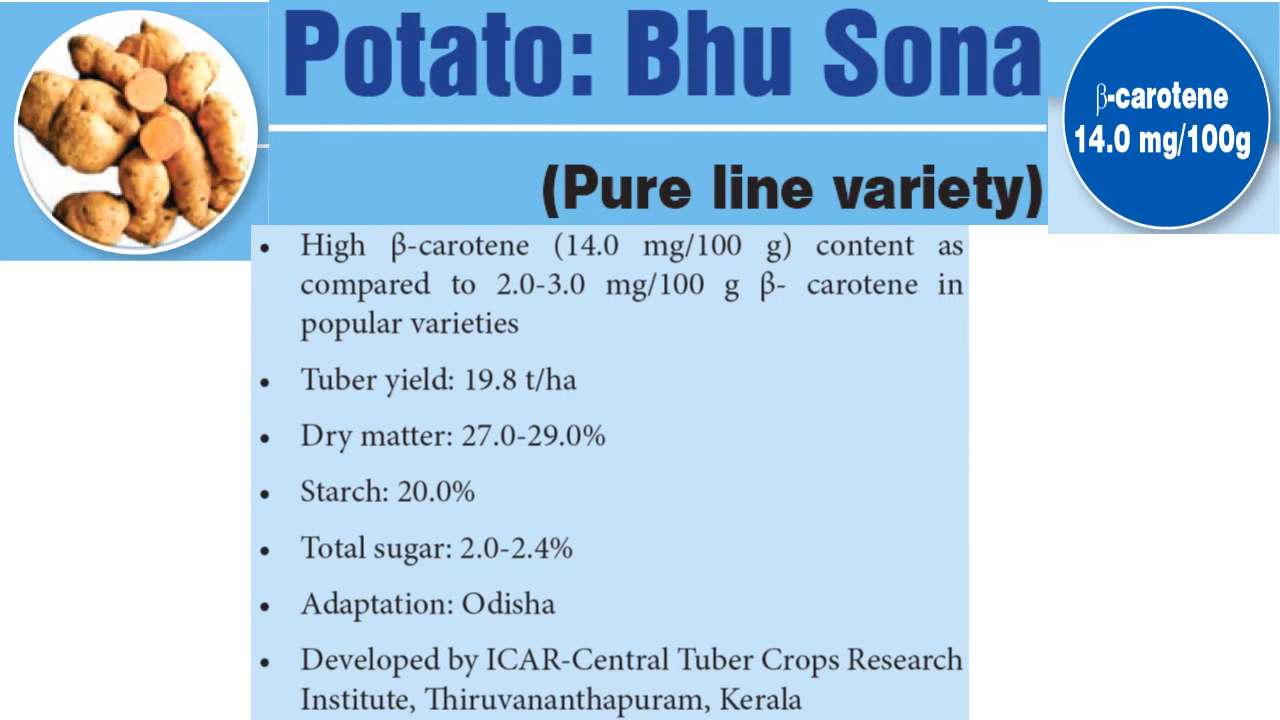 Potato: Bhu Sona
(Pure line variety)
β-carotene
14.0 mg/100g
• High β-carotene (14.0 mg/100 g) content as
compared to 2.0-3.0 mg/100 g β- carotene in
popular varieties
• Tuber yield: 19.8 t/ha
• Dry matter: 27.0-29.0%
• Starch: 20.0%
• Total sugar: 2.0-2.4%
• Adaptation: Odisha
• Developed by ICAR-Central Tuber Crops Research
Institute, Thiruvananthapuram, Kerala